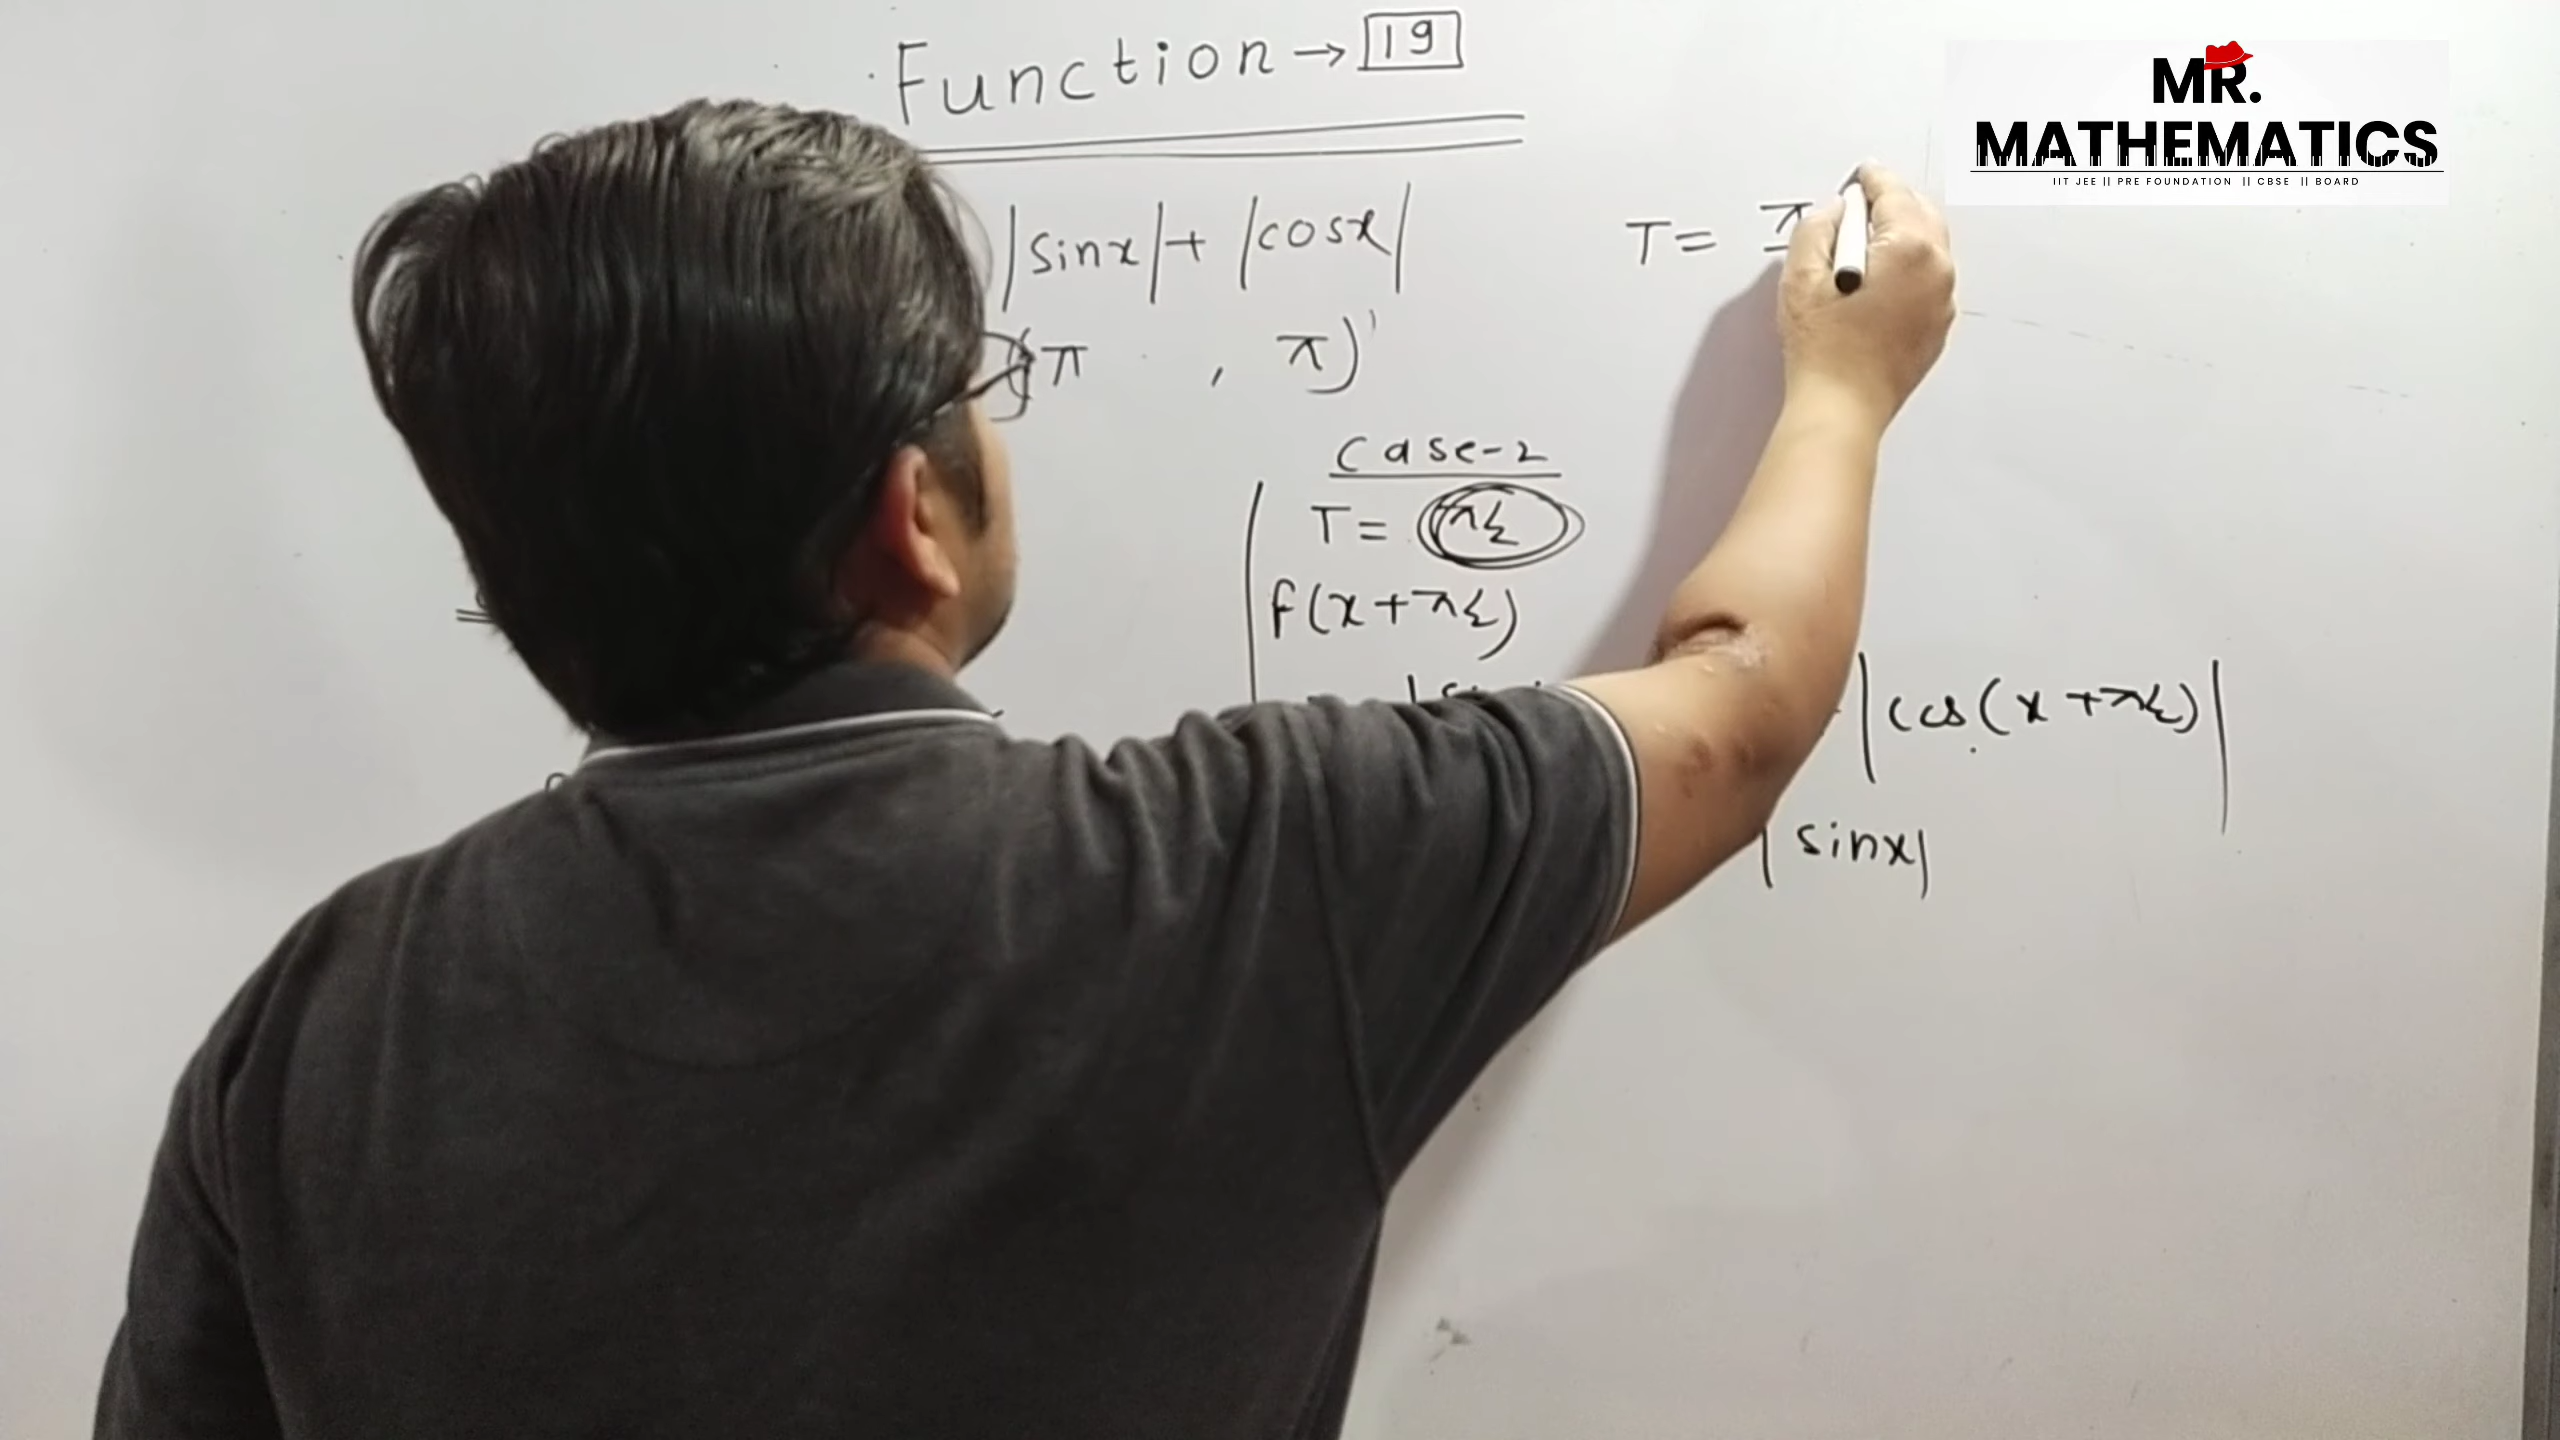 Function → 19
MR.
MATHEMATICS
IIT JEE || PRE FOUNDATION || CBSE || BOARD
|sinx| + |cosx|
T = π
(π , π)
Case-2
T = π/2
f(x+π/2)
|cos(x+π/2)|
|sinx|